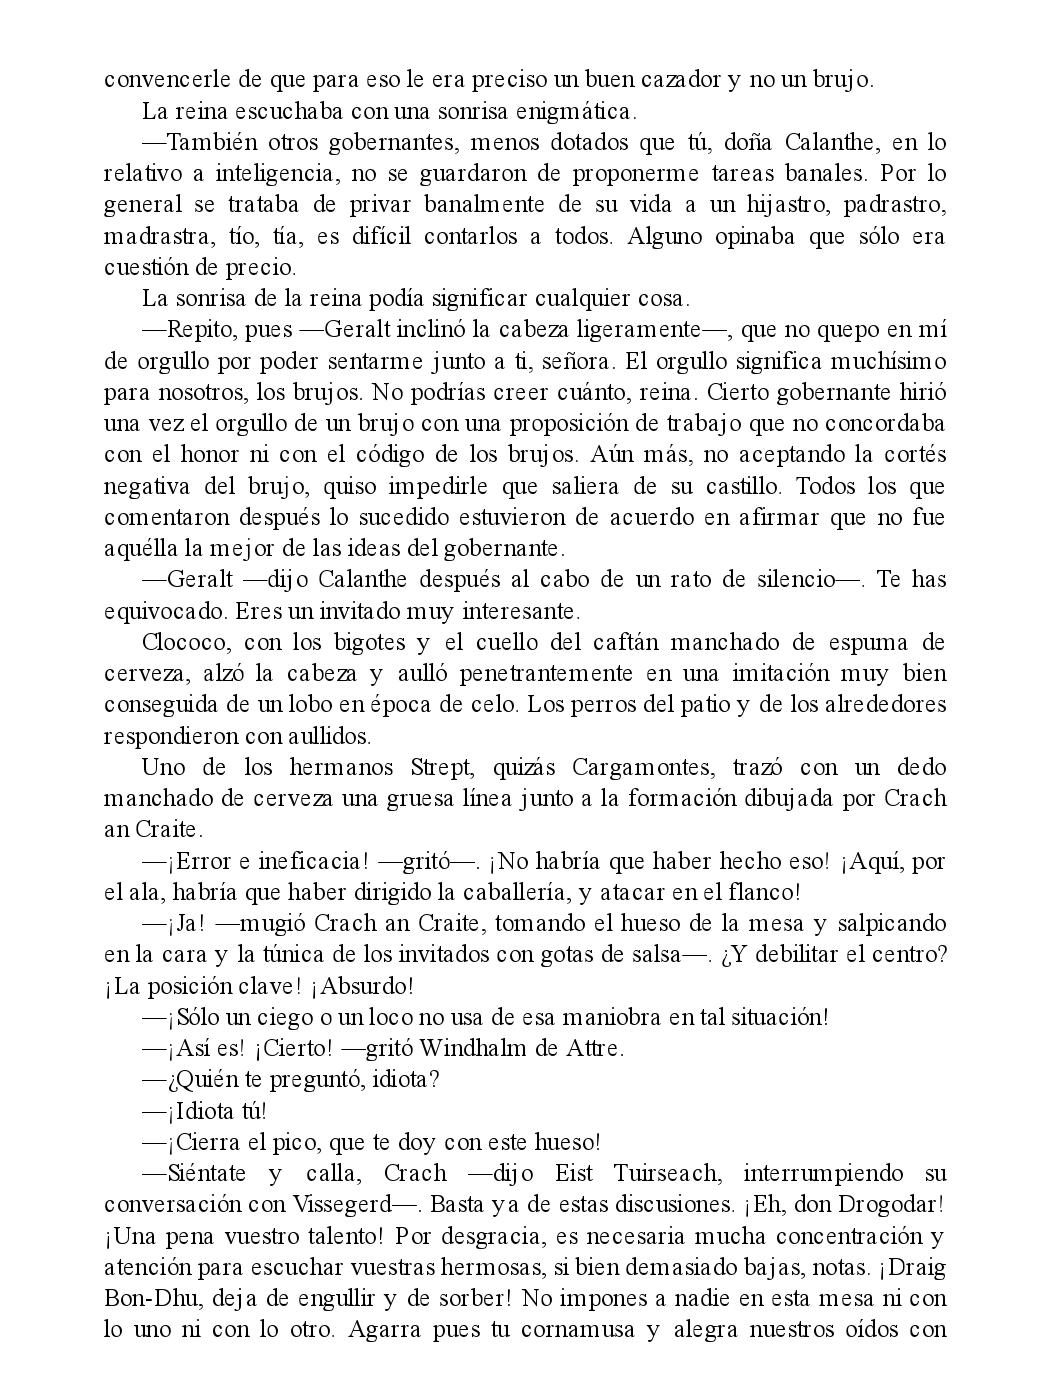 convencerle de que para eso le era preciso un buen cazador y no un brujo.
La reina escuchaba con una sonrisa enigmática.
—También otros gobernantes, menos dotados que tú, doña Calanthe, en lo
relativo a inteligencia, no se guardaron de proponerme tareas banales. Por lo
general se trataba de privar banalmente de su vida a un hijastro, padrastro,
madrastra, tío, tía, es difícil contarlos a todos. Alguno opinaba que sólo era
cuestión de precio.
La sonrisa de la reina podía significar cualquier cosa.
—Repito, pues —Geralt inclinó la cabeza ligeramente—, que no quepo en mí
de orgullo por poder sentarme junto a ti, señora. El orgullo significa muchísimo
para nosotros, los brujos. No podrías creer cuánto, reina. Cierto gobernante hirió
una vez el orgullo de un brujo con una proposición de trabajo que no concordaba
con el honor ni con el código de los brujos. Aún más, no aceptando la cortés
negativa del brujo, quiso impedirle que saliera de su castillo. Todos los que
comentaron después lo sucedido estuvieron de acuerdo en afirmar que no fue
aquélla la mejor de las ideas del gobernante.
—Geralt —dijo Calanthe después al cabo de un rato de silencio—. Te has
equivocado. Eres un invitado muy interesante.
Clococo, con los bigotes y el cuello del caftán manchado de espuma de
cerveza, alzó la cabeza y aulló penetrantemente en una imitación muy bien
conseguida de un lobo en época de celo. Los perros del patio y de los alrededores
respondieron con aullidos.
Uno de los hermanos Strept, quizás Cargamontes, trazó con un dedo
manchado de cerveza una gruesa línea junto a la formación dibujada por Crach
an Craite.
—¡Error e ineficacia! —gritó—. ¡No habría que haber hecho eso! ¡Aquí, por
el ala, habría que haber dirigido la caballería, y atacar en el flanco!
—¡Ja! —mugió Crach an Craite, tomando el hueso de la mesa y salpicando
en la cara y la túnica de los invitados con gotas de salsa—. ¿Y debilitar el centro?
¡La posición clave! ¡Absurdo!
—¡Sólo un ciego o un loco no usa de esa maniobra en tal situación!
—¡Así es! ¡Cierto! —gritó Windhalm de Attre.
—¿Quién te preguntó, idiota?
—¡Idiota tú!
—¡Cierra el pico, que te doy con este hueso!
—Siéntate y calla, Crach —dijo Eist Tuirseach, interrumpiendo su
conversación con Vissegerd—. Basta ya de estas discusiones. ¡Eh, don Drogodar!
¡Una pena vuestro talento! Por desgracia, es necesaria mucha concentración y
atención para escuchar vuestras hermosas, si bien demasiado bajas, notas. ¡Draig
Bon-Dhu, deja de engullir y de sorber! No impones a nadie en esta mesa ni con
lo uno ni con lo otro. Agarra pues tu cornamusa y alegra nuestros oídos con